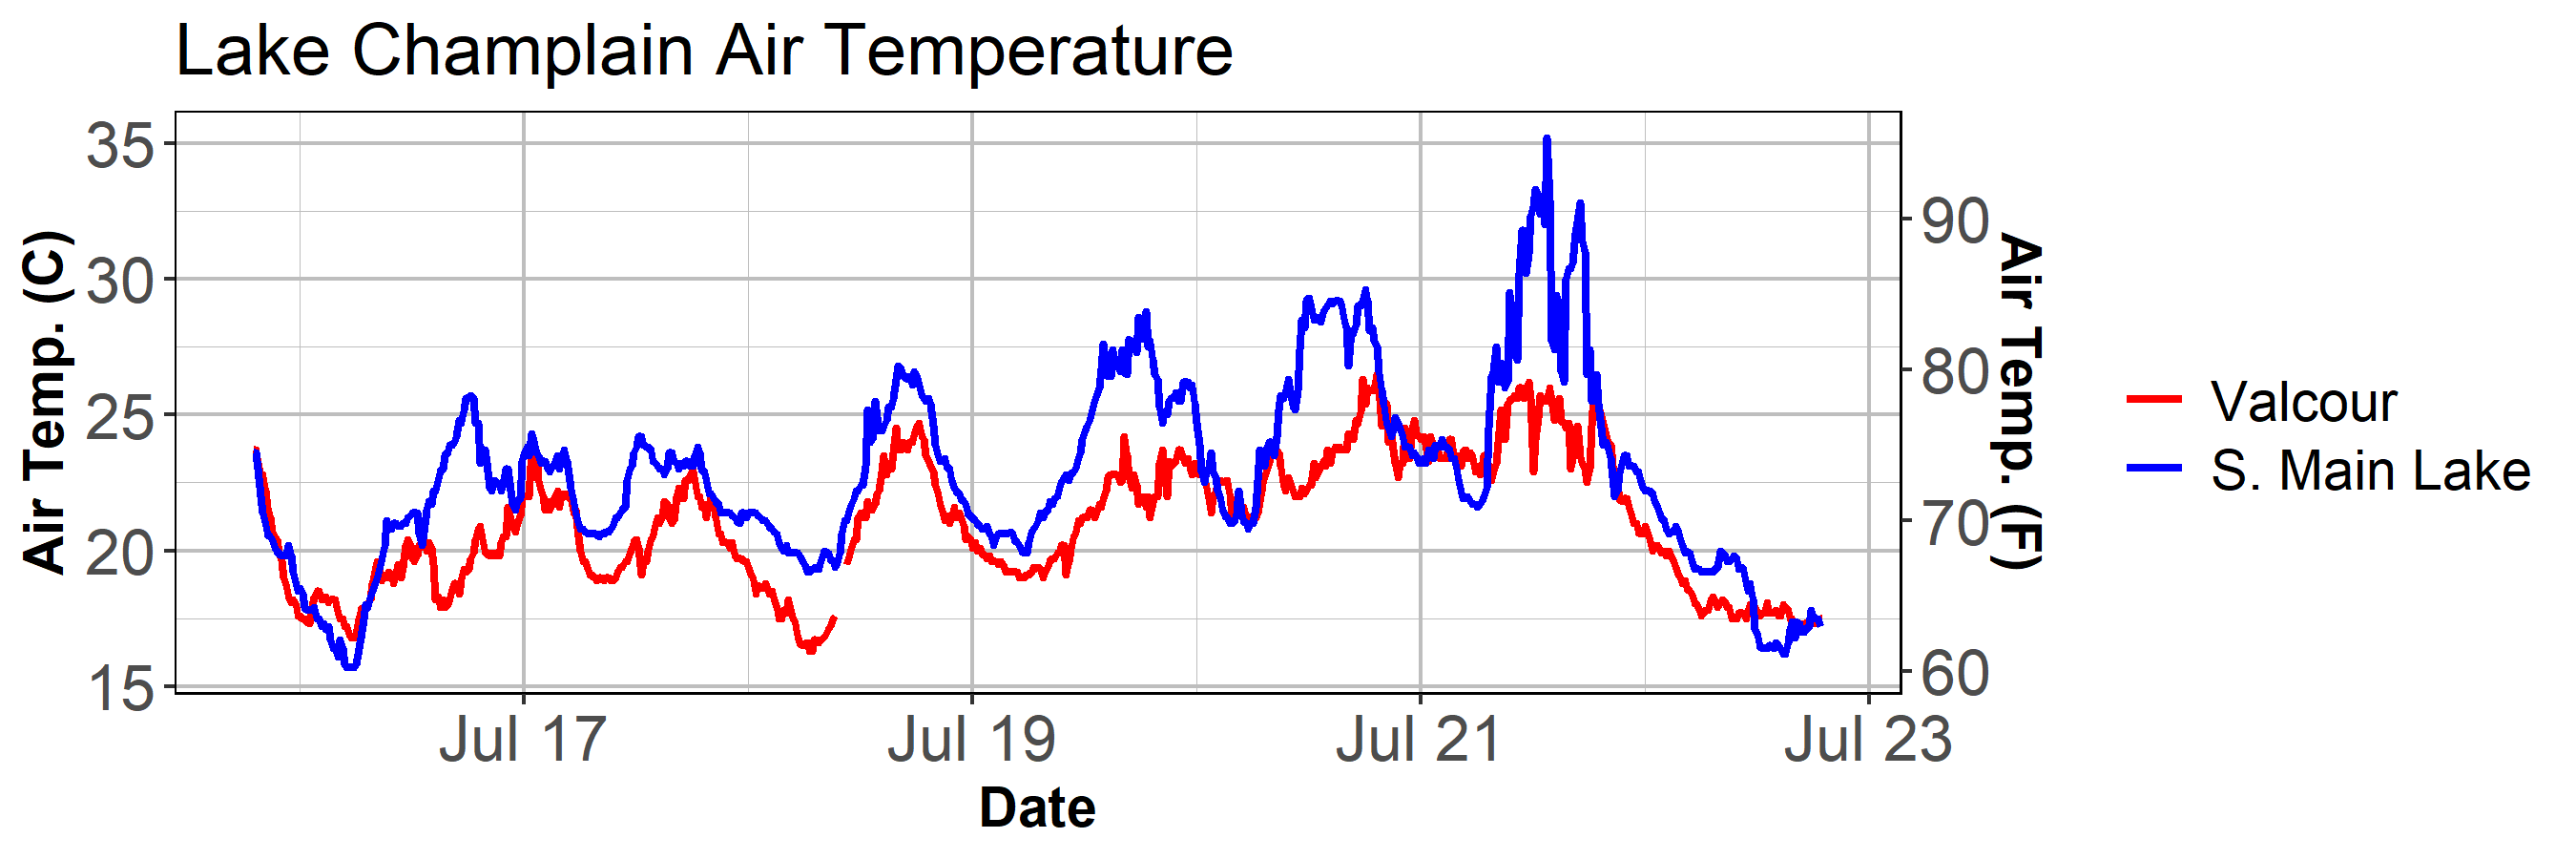 Lake Champlain Air Temperature
Air Temp. (C)
35
30
25
20
15
90
80
70
60
Air Temp. (F)
Jul 17
Jul 19
Jul 21
Jul 23
Date
Valcour
S. Main Lake